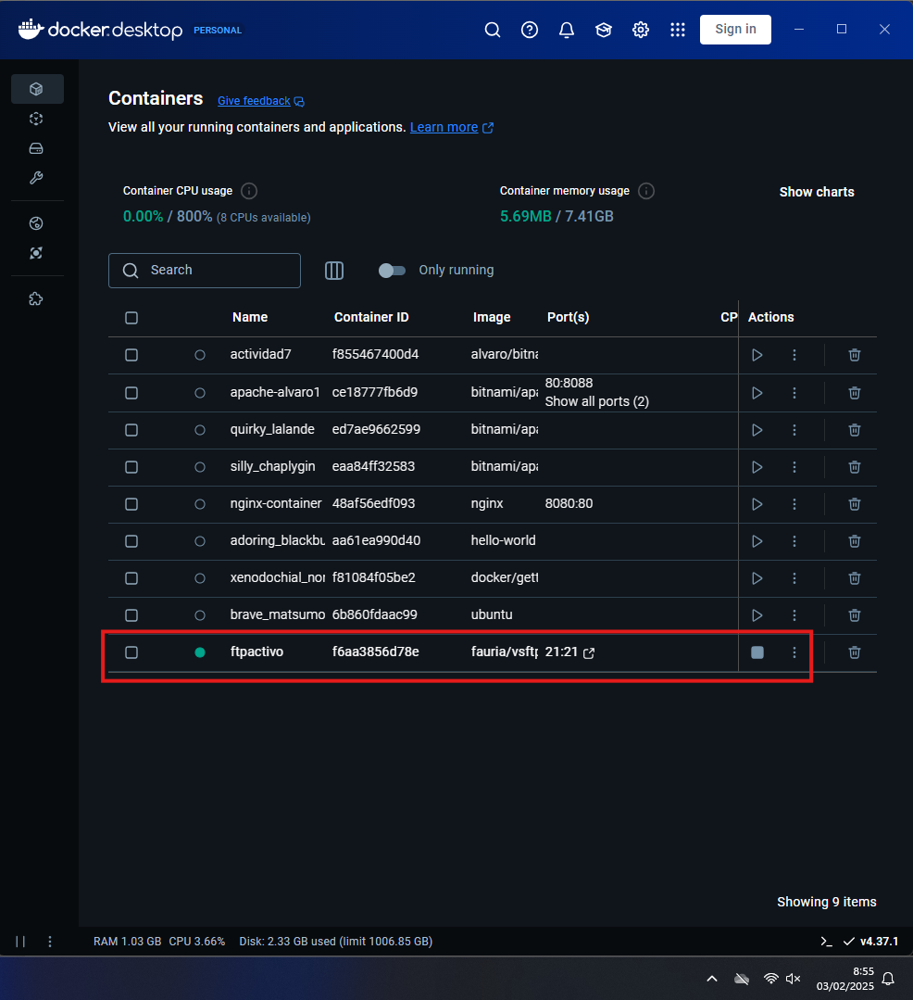 docker.desktop PERSONAL Sign in
Containers Give feedback
View all your running containers and applications. Learn more
Container CPU usage Container memory usage Show charts
0.00% / 800% (8 CPUs available) 5.69MB / 7.41GB
Search Only running
Name Container ID Image Port(s) CP Actions
actividad7 f855467400d4 alvaro/bitna
apache-alvaro1 ce18777fb6d9 bitnami/apa 80:8088
Show all ports (2)
quirky_lalande ed7ae9662599 bitnami/apa
silly_chaplygin eaa84ff32583 bitnami/apa
nginx-container 48af56edf093 nginx 8080:80
adoring_blackbu aa61ea990d40 hello-world
xenodochial_nor f81084f05be2 docker/gett
brave_matsumo 6b860fdaac99 ubuntu
ftpactivo f6aa3856d78e fauria/vsftp 21:21
Showing 9 items
RAM 1.03 GB CPU 3.66% Disk: 2.33 GB used (limit 1006.85 GB) v4.37.1
8:55
03/02/2025